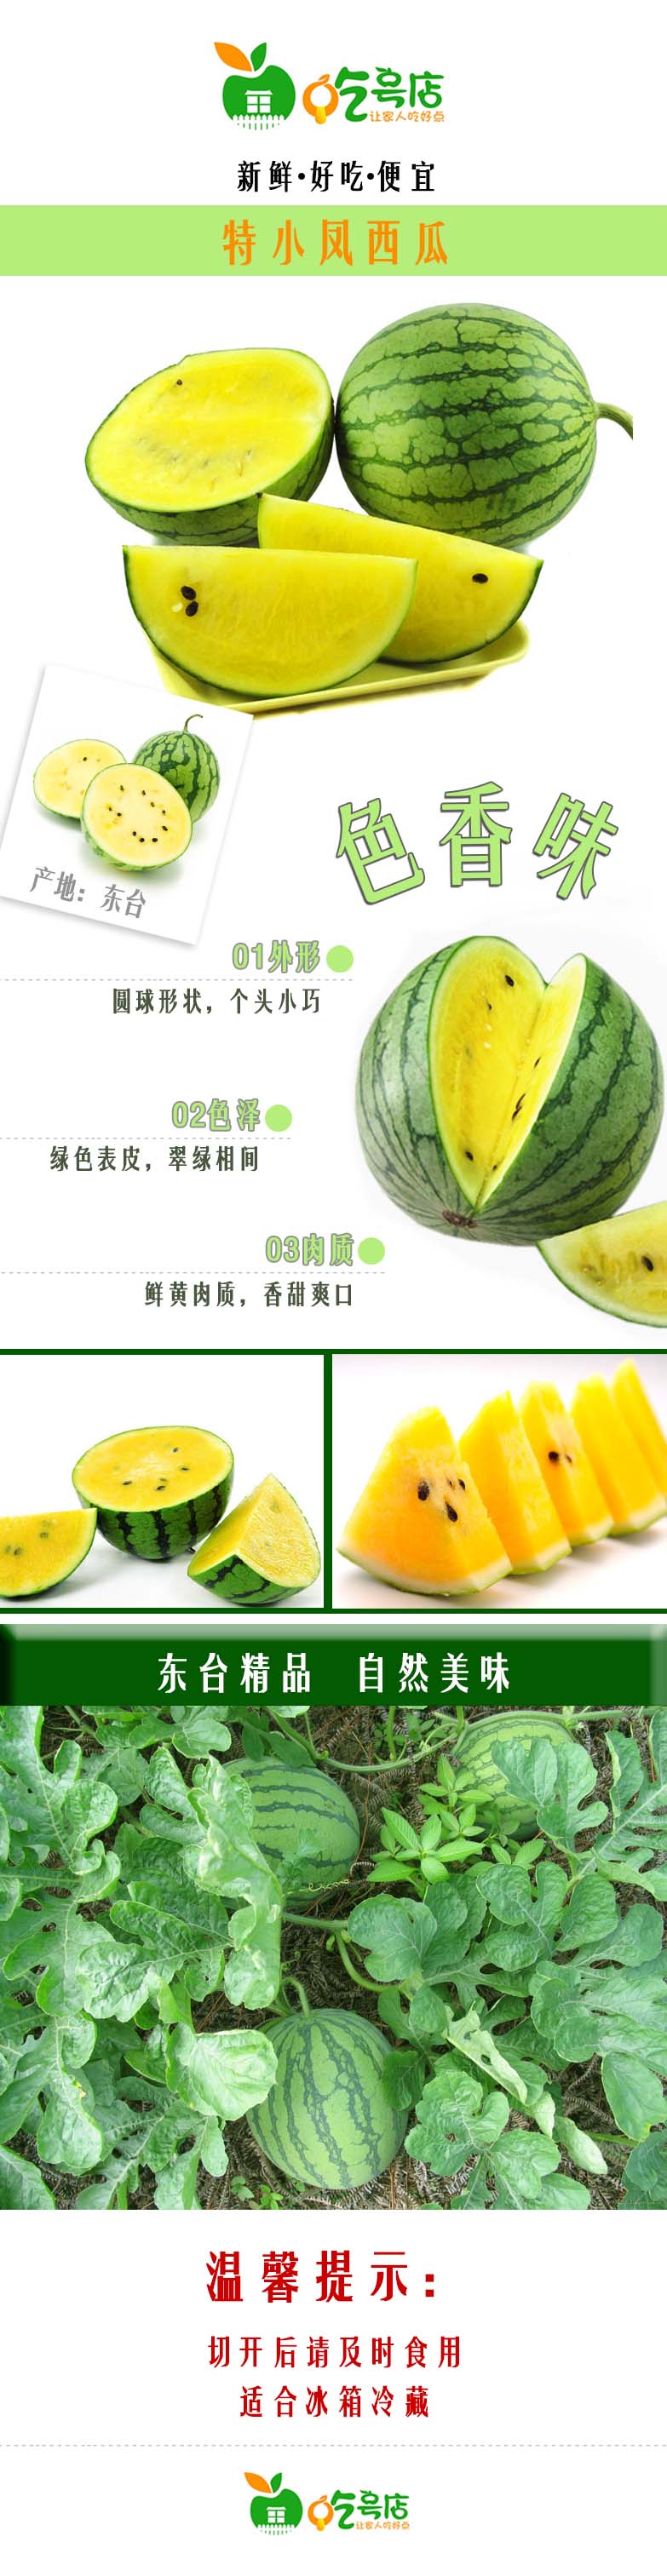 吃号店
让家人吃好点
新鲜·好吃·便宜
特小凤西瓜
产地：东台
色香味
01外形
圆球形状，个头小巧
02色泽
绿色表皮，翠绿相间
03肉质
鲜黄肉质，香甜爽口
东台精品 自然美味
温馨提示：
切开后请及时食用
适合冰箱冷藏
吃号店
让家人吃好点